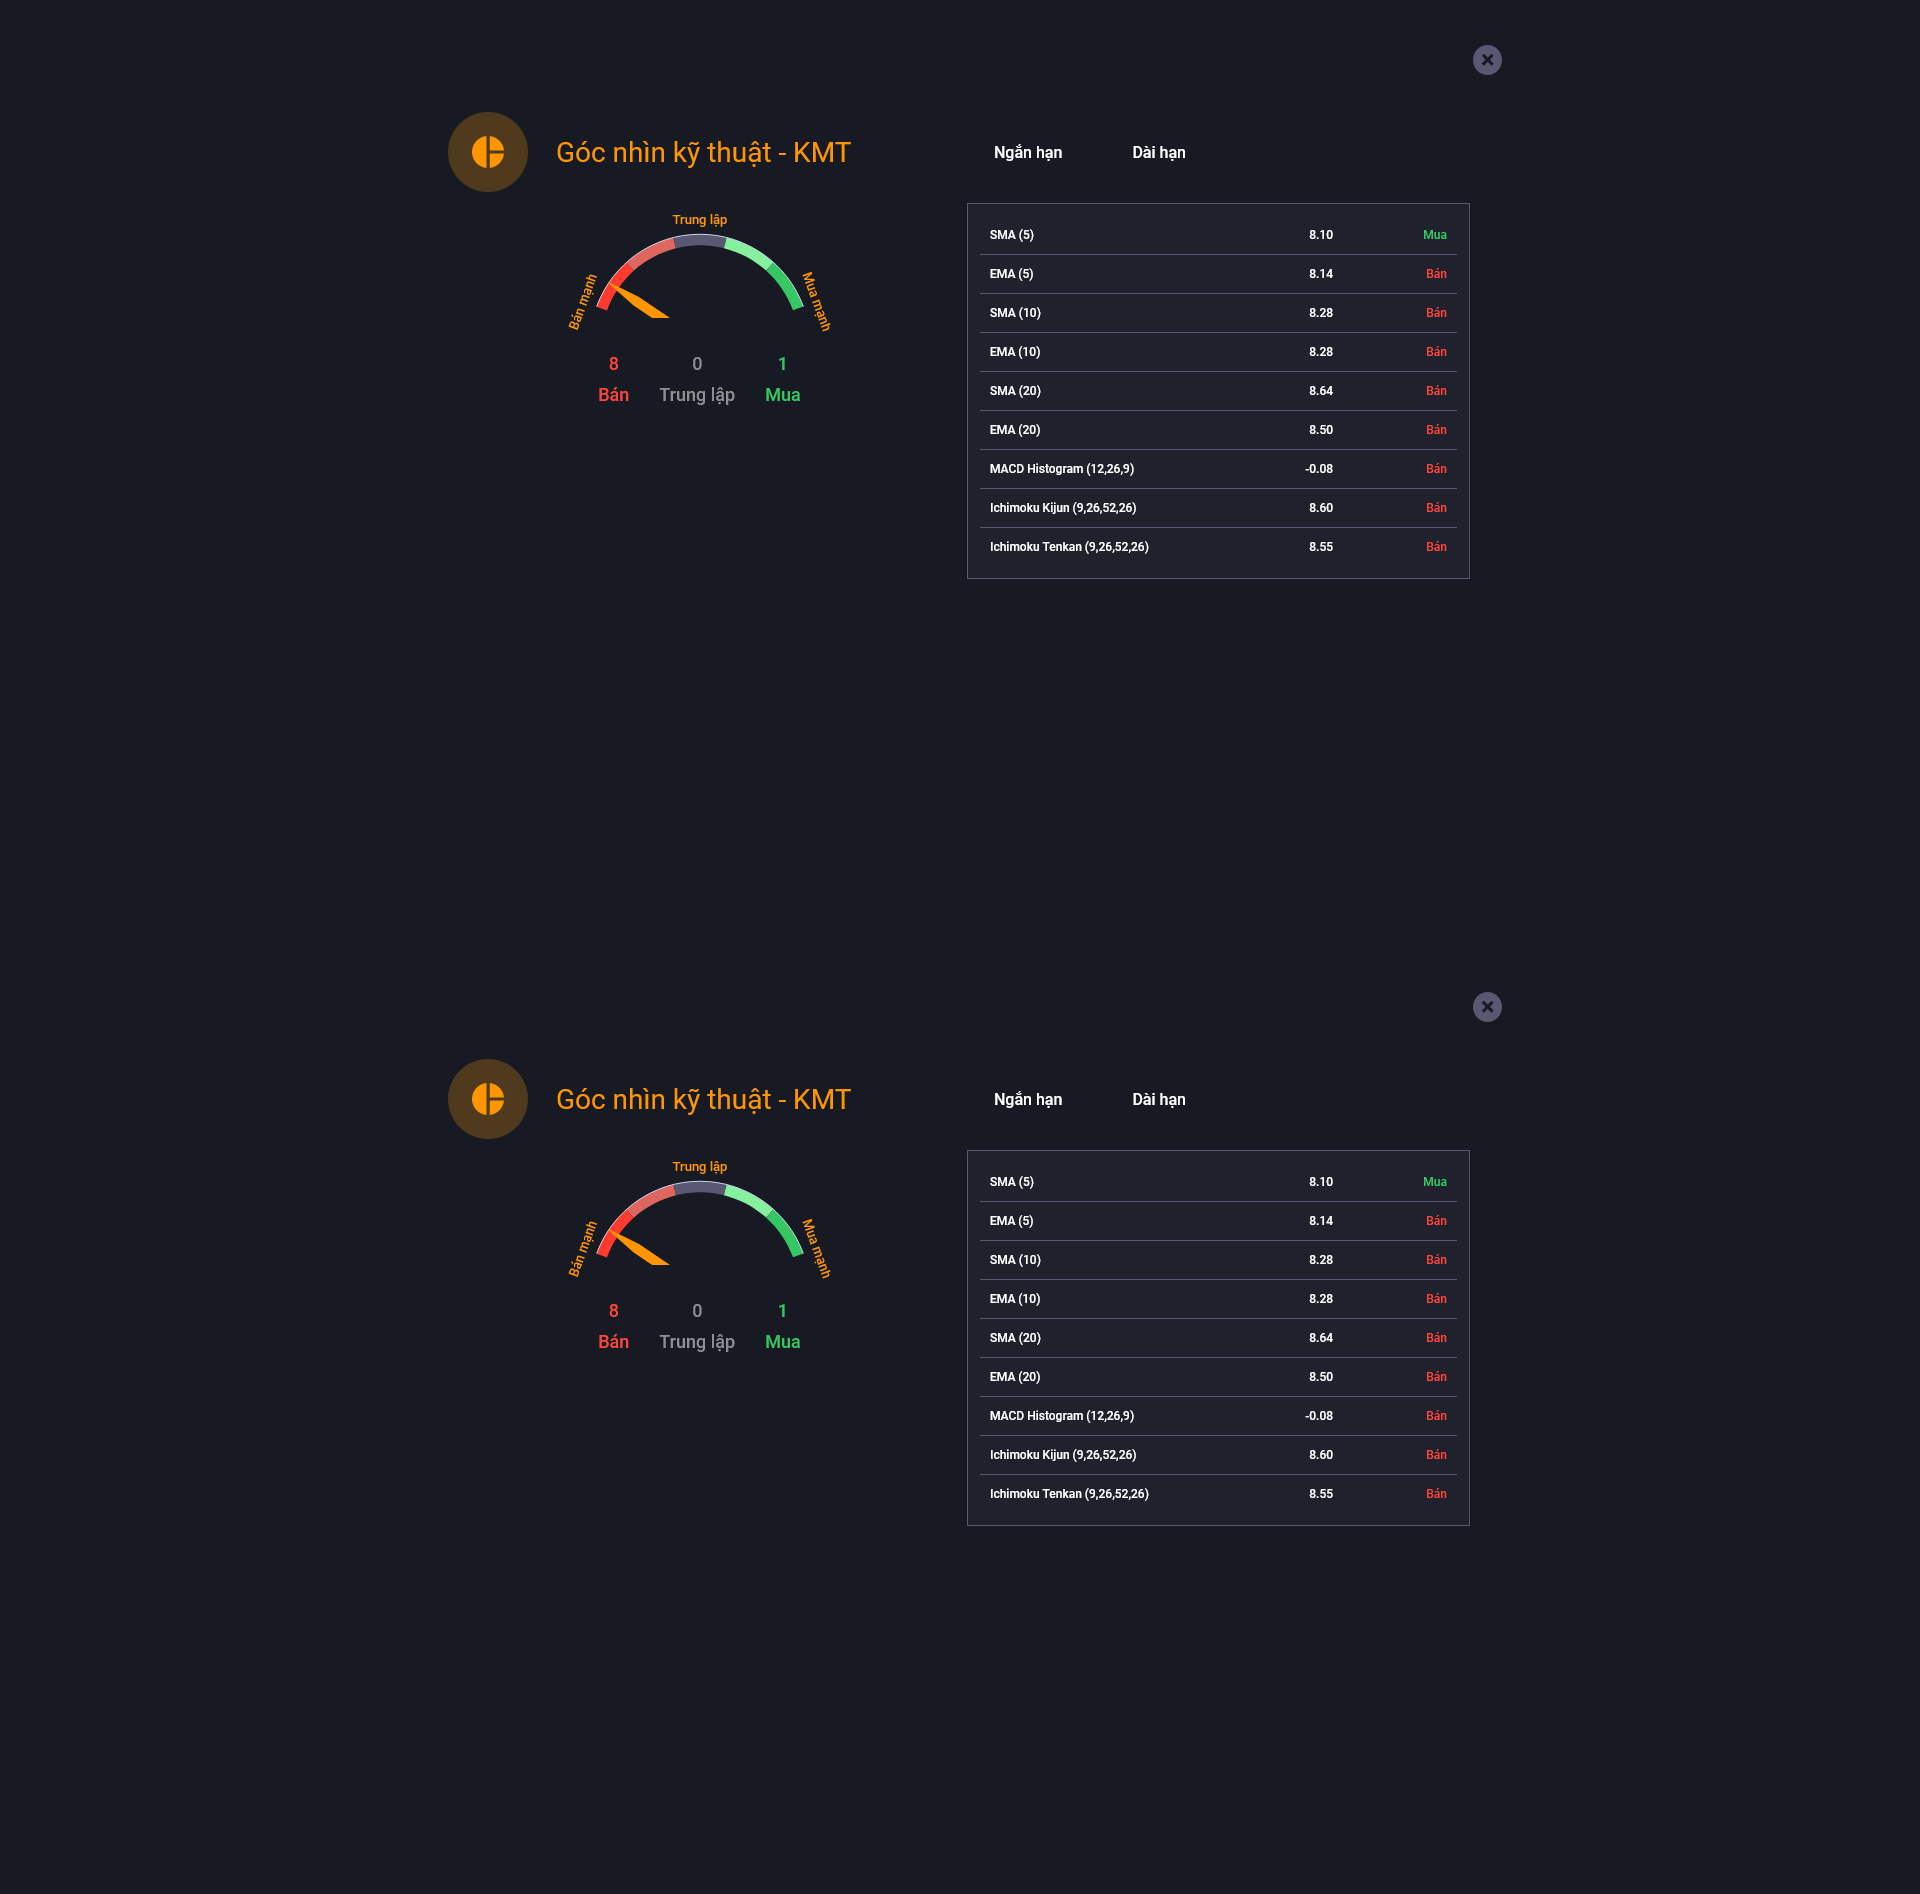 Góc nhìn kỹ thuật - KMT
Ngắn hạn Dài hạn
Trung lập
Bán mạnh
Mua mạnh
8 0 1
Bán Trung lập Mua
SMA (5) 8.10 Mua
EMA (5) 8.14 Bán
SMA (10) 8.28 Bán
EMA (10) 8.28 Bán
SMA (20) 8.64 Bán
EMA (20) 8.50 Bán
MACD Histogram (12,26,9) -0.08 Bán
Ichimoku Kijun (9,26,52,26) 8.60 Bán
Ichimoku Tenkan (9,26,52,26) 8.55 Bán
Góc nhìn kỹ thuật - KMT
Ngắn hạn Dài hạn
Trung lập
Bán mạnh
Mua mạnh
8 0 1
Bán Trung lập Mua
SMA (5) 8.10 Mua
EMA (5) 8.14 Bán
SMA (10) 8.28 Bán
EMA (10) 8.28 Bán
SMA (20) 8.64 Bán
EMA (20) 8.50 Bán
MACD Histogram (12,26,9) -0.08 Bán
Ichimoku Kijun (9,26,52,26) 8.60 Bán
Ichimoku Tenkan (9,26,52,26) 8.55 Bán